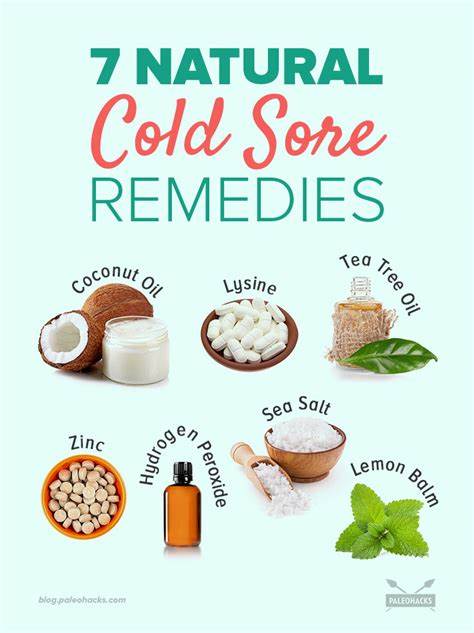 7 NATURAL
Cold Sore
REMEDIES
Coconut Oil
Lysine
Tea Tree Oil
Zinc
Hydrogen Peroxide
Sea Salt
Lemon Balm
blog.paleohacks.com
PALEOHACKS